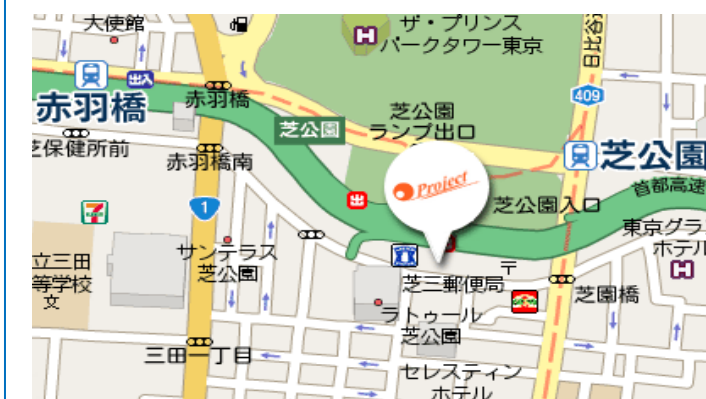 大使館
ザ・プリンス
パークタワー東京
日比谷
出入
赤羽橋
赤羽橋
409
芝公園
ランプ出口
芝公園
芝保健所前
赤羽橋南
芝公園
Project
首都高速
1
出
芝公園入口
東京グラ
ホテル
サンテラス
芝公園
立三田
等学校
文
芝三郵便局
芝園橋
ラトゥール
芝公園
三田一丁目
セレスティン
ホテル